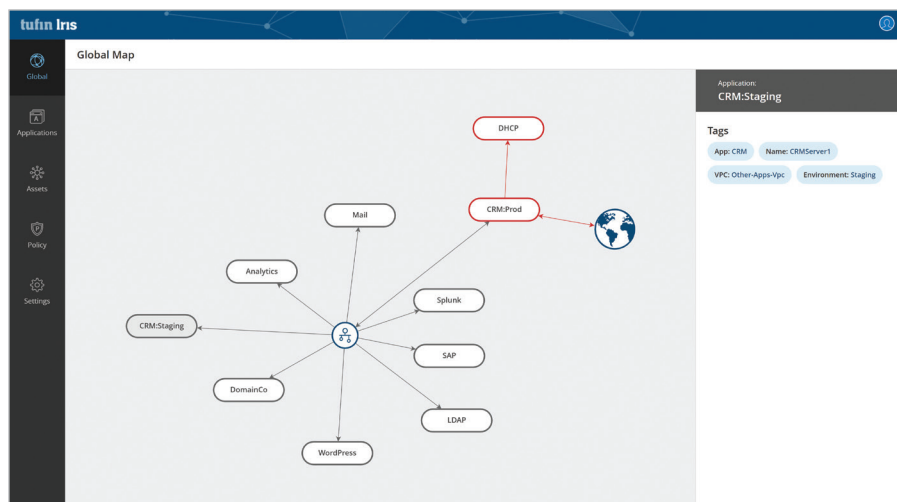 tufin Iris
Global Map
Global
Applications
Assets
Policy
Settings
DHCP
CRM:Prod
Mail
Analytics
Splunk
CRM:Staging
SAP
DomainCo
LDAP
WordPress
Application:
CRM:Staging
Tags
App: CRM Name: CRMServer1
VPC: Other-Apps-Vpc Environment: Staging